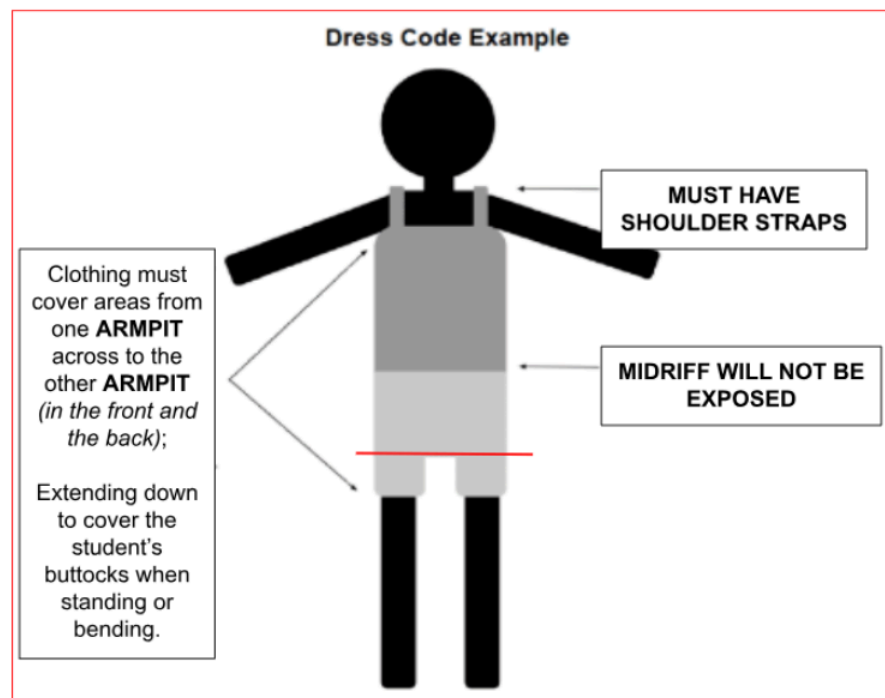 Dress Code Example
MUST HAVE
SHOULDER STRAPS
Clothing must
cover areas from
one ARMPIT
across to the
other ARMPIT
(in the front and
the back);
Extending down
to cover the
student's
buttocks when
standing or
bending.
MIDRIFF WILL NOT BE
EXPOSED